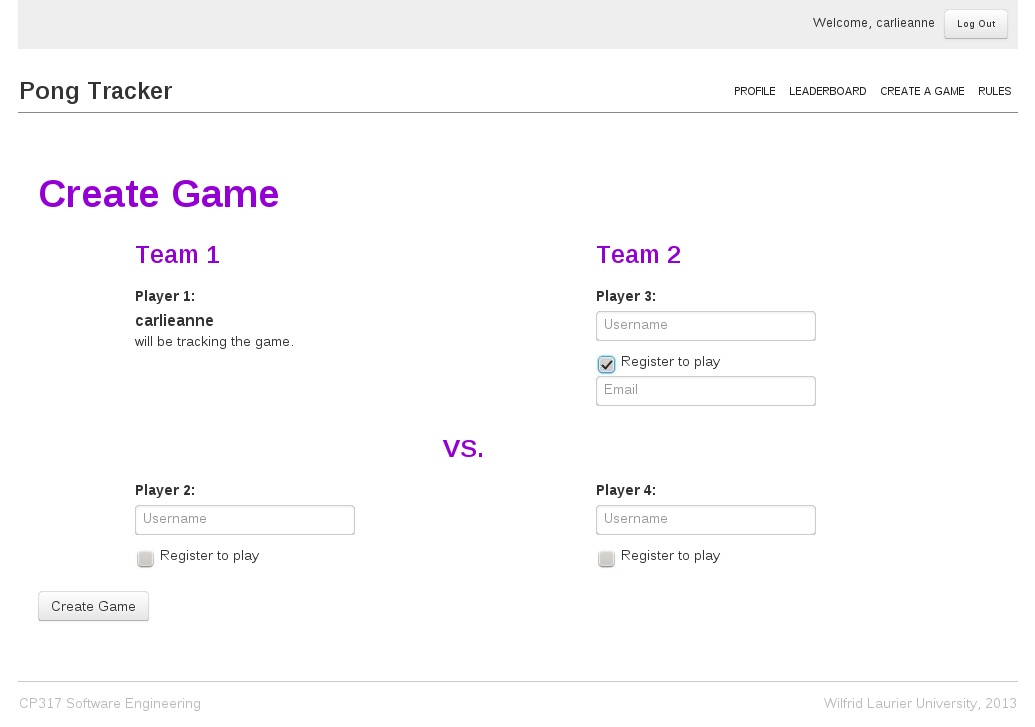 Welcome, carlieanne
Log Out
Pong Tracker
PROFILE LEADERBOARD CREATE A GAME RULES
Create Game
Team 1
Team 2
Player 1:
carlieanne
will be tracking the game.
Player 3:
Username
Register to play
Email
VS.
Player 2:
Username
Register to play
Player 4:
Username
Register to play
Create Game
CP317 Software Engineering
Wilfrid Laurier University, 2013